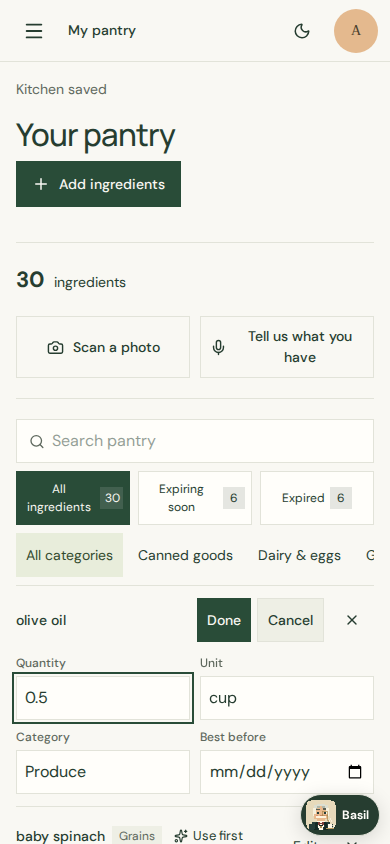 My pantry
A
Kitchen saved
Your pantry
Add ingredients
30 ingredients
Scan a photo
Tell us what you
have
Search pantry
All
ingredients 30
Expiring
soon 6
Expired 6
All categories
Canned goods
Dairy & eggs
G
olive oil
Done
Cancel
Quantity
Unit
0.5
cup
Category
Best before
Produce
mm/dd/yyyy
Basil
baby spinach
Grains
Use first